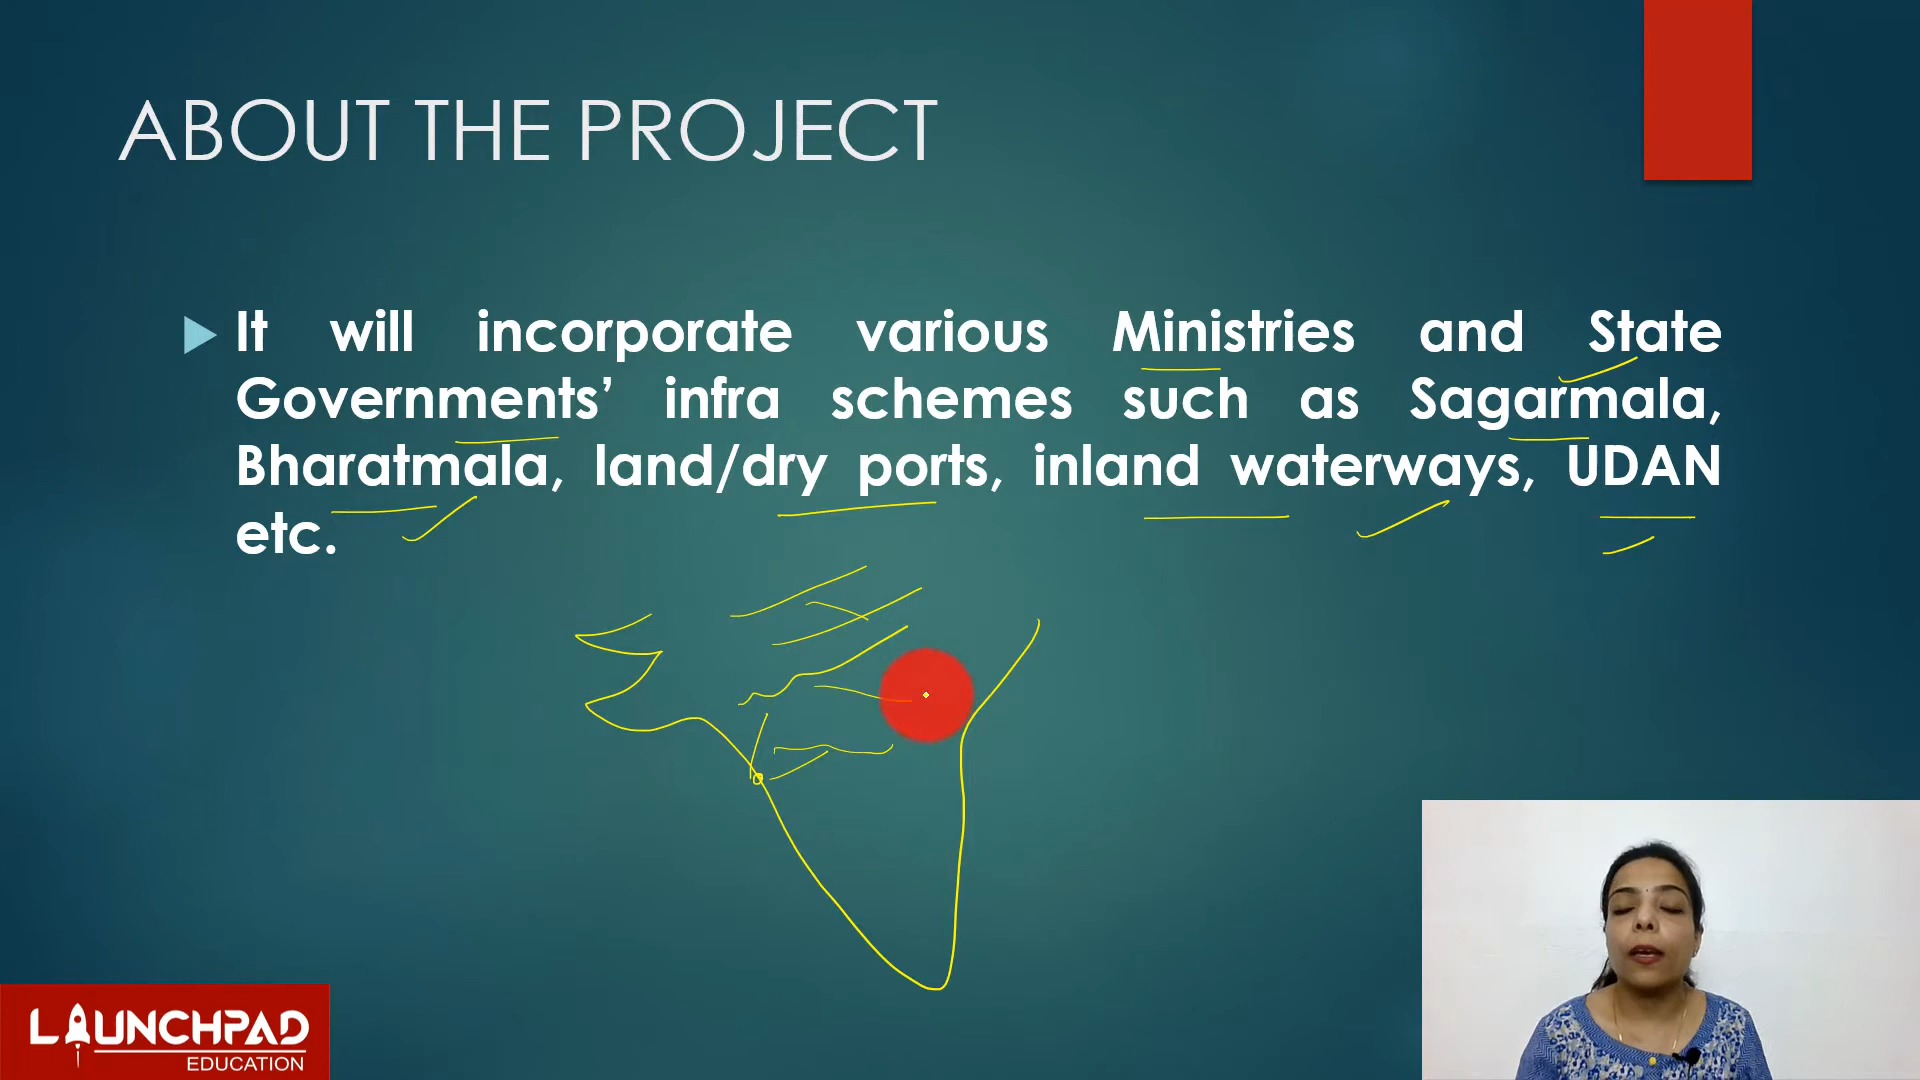 ABOUT THE PROJECT
It will incorporate various Ministries and State
Governments’ infra schemes such as Sagarmala,
Bharatmala, land/dry ports, inland waterways, UDAN
etc.
LAUNCHPAD
EDUCATION